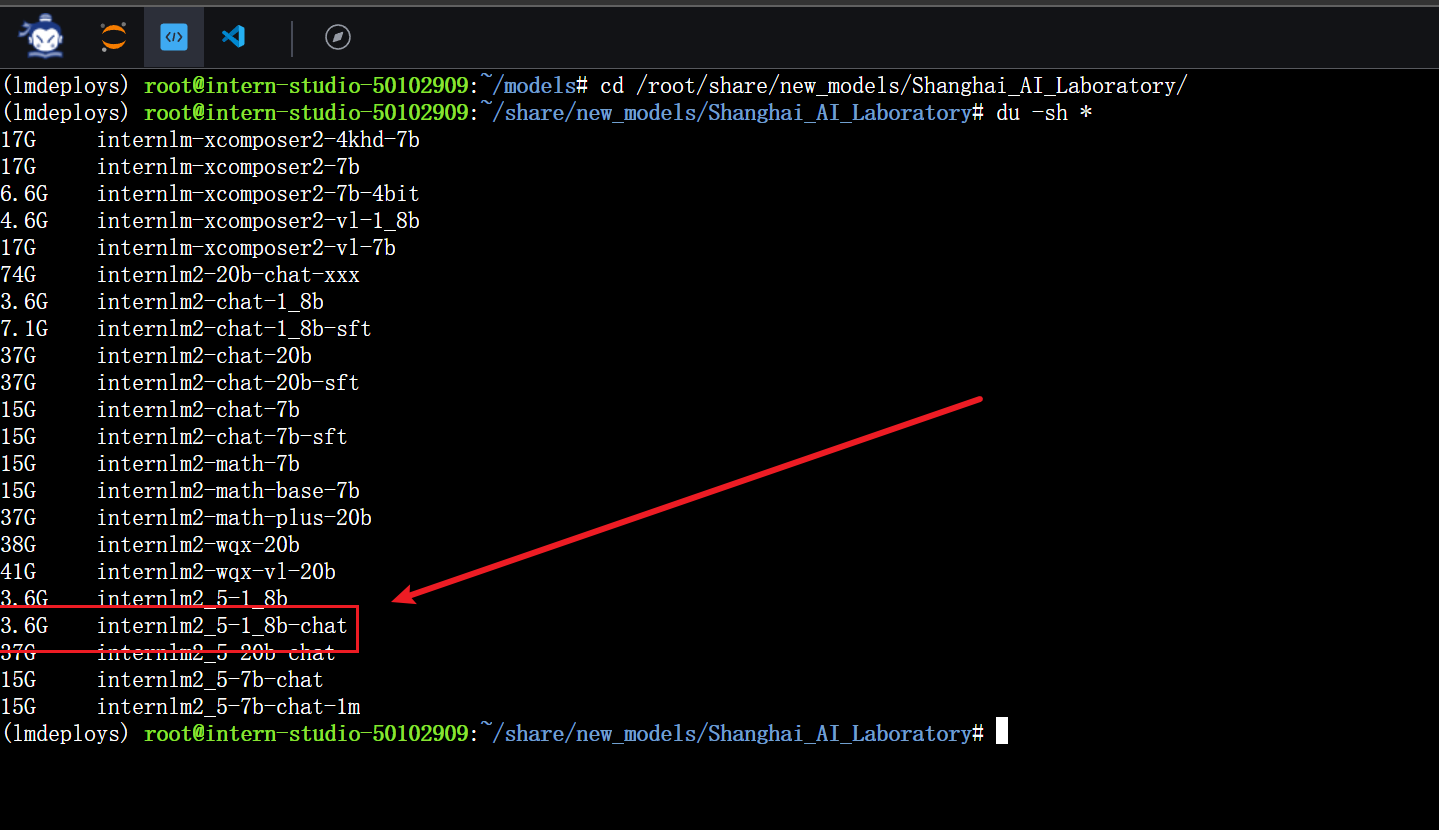 (lmdeploys) root@intern-studio-50102909:~/models# cd /root/share/new_models/Shanghai_AI_Laboratory/
(lmdeploys) root@intern-studio-50102909:~/share/new_models/Shanghai_AI_Laboratory# du -sh *
17G internlm-xcomposer2-4khd-7b
17G internlm-xcomposer2-7b
6.6G internlm-xcomposer2-7b-4bit
4.6G internlm-xcomposer2-vl-1_8b
17G internlm-xcomposer2-vl-7b
74G internlm2-20b-chat-xxx
3.6G internlm2-chat-1_8b
7.1G internlm2-chat-1_8b-sft
37G internlm2-chat-20b
37G internlm2-chat-20b-sft
15G internlm2-chat-7b
15G internlm2-chat-7b-sft
15G internlm2-math-7b
15G internlm2-math-base-7b
37G internlm2-math-plus-20b
38G internlm2-wqx-20b
41G internlm2-wqx-vl-20b
3.6G internlm2_5-1_8b
3.6G internlm2_5-1_8b-chat
37G internlm2_5-20b-chat
15G internlm2_5-7b-chat
15G internlm2_5-7b-chat-1m
(lmdeploys) root@intern-studio-50102909:~/share/new_models/Shanghai_AI_Laboratory#